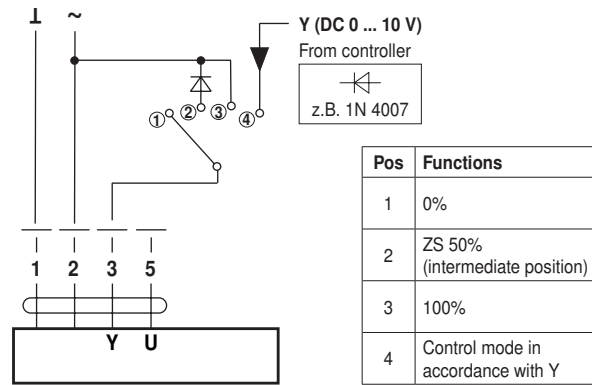 ⊥ ~
Y (DC 0 ... 10 V)
From controller
z.B. 1N 4007
① ② ③ ④
1 2 3 5
Y U
Pos Functions
1 0%
2 ZS 50%
(intermediate position)
3 100%
4 Control mode in
accordance with Y